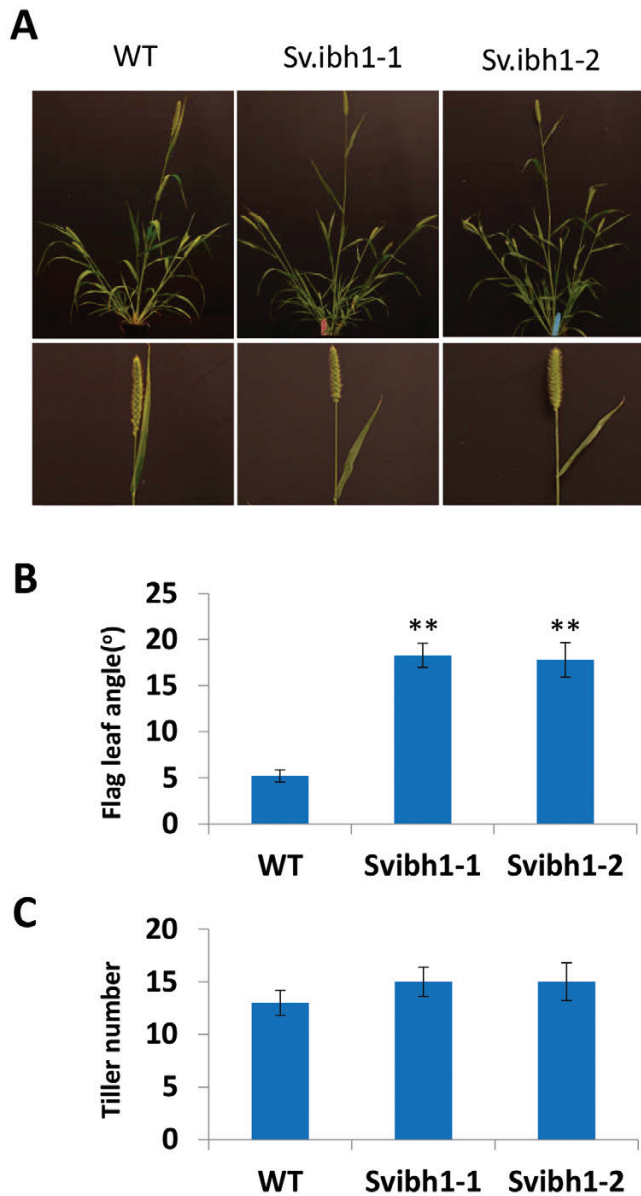 A
WT Sv.ibh1-1 Sv.ibh1-2
B
Flag leaf angle(º)
25
20
15
10
5
0
** **
WT Svibh1-1 Svibh1-2
C
Tiller number
20
15
10
5
0
WT Svibh1-1 Svibh1-2